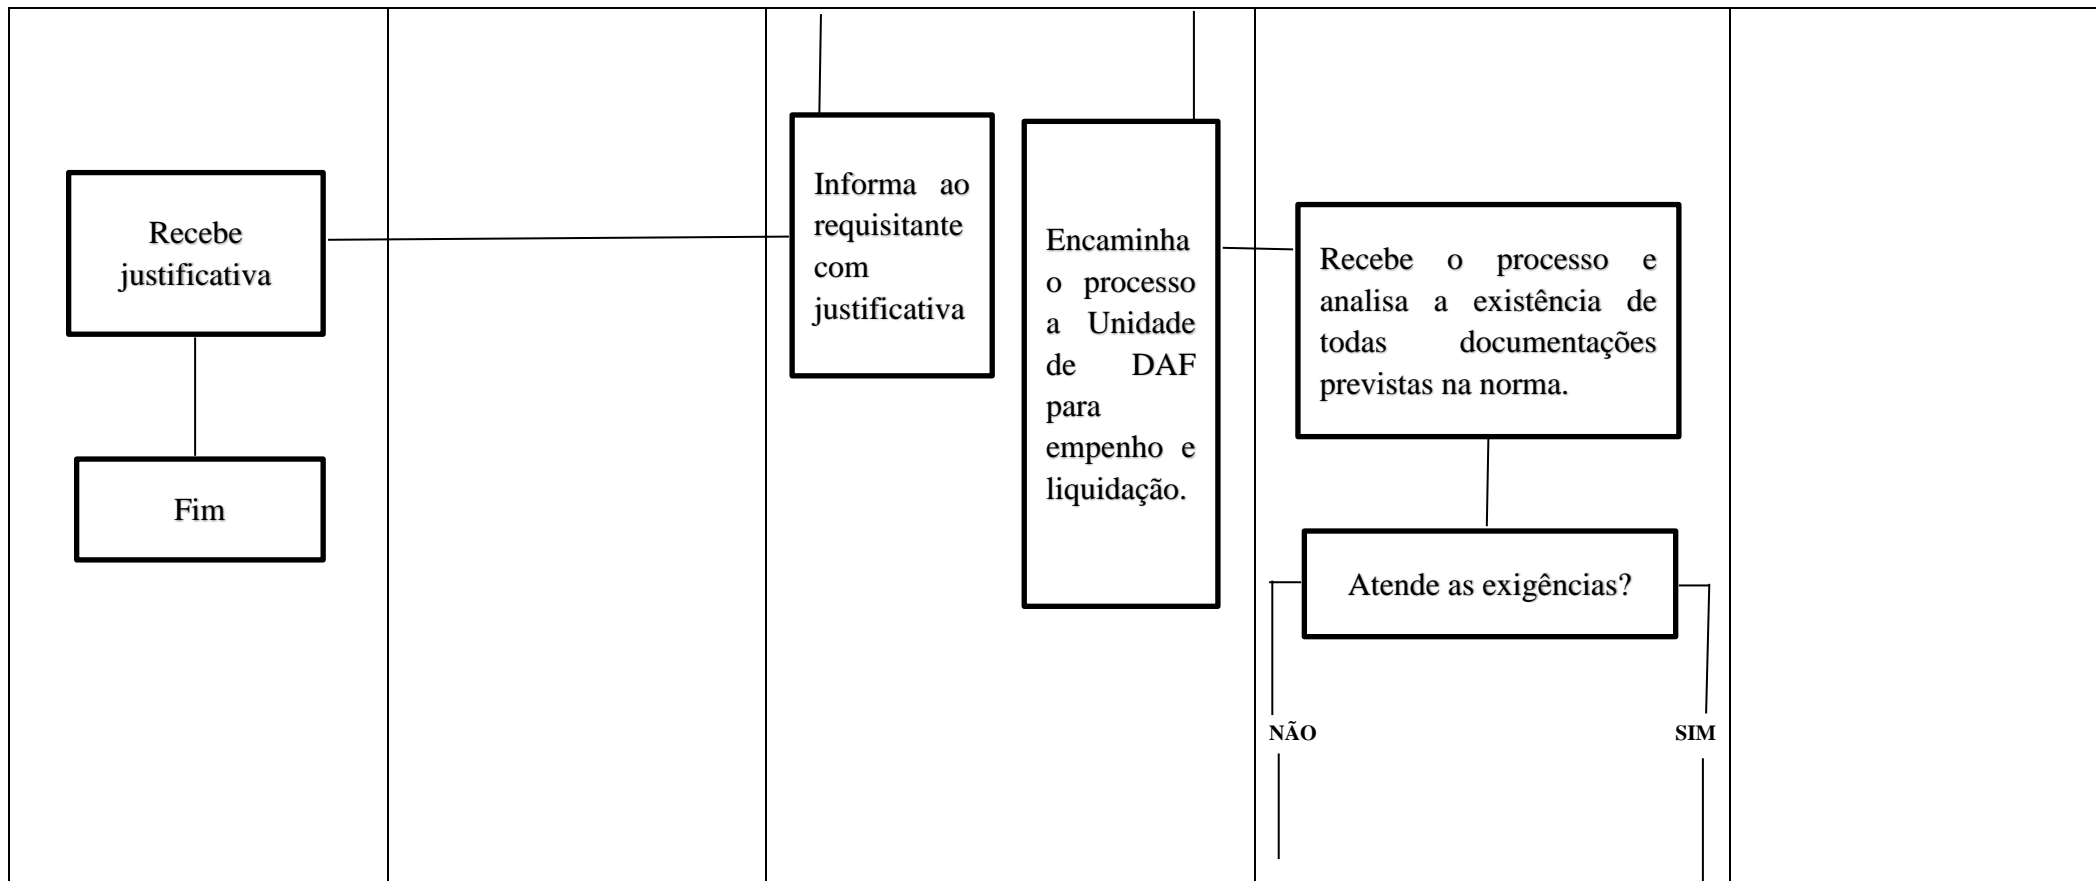 Recebe
justificativa
Fim
Informa ao
requisitante
com
justificativa
Encaminha
o processo
a Unidade
de DAF
para
empenho e
liquidação.
Recebe o processo e
analisa a existência de
todas documentações
previstas na norma.
Atende as exigências?
NÃO
SIM